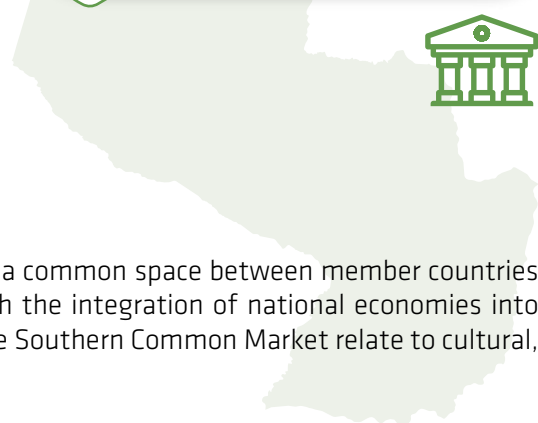 a common space between member countries
h the integration of national economies into
e Southern Common Market relate to cultural,